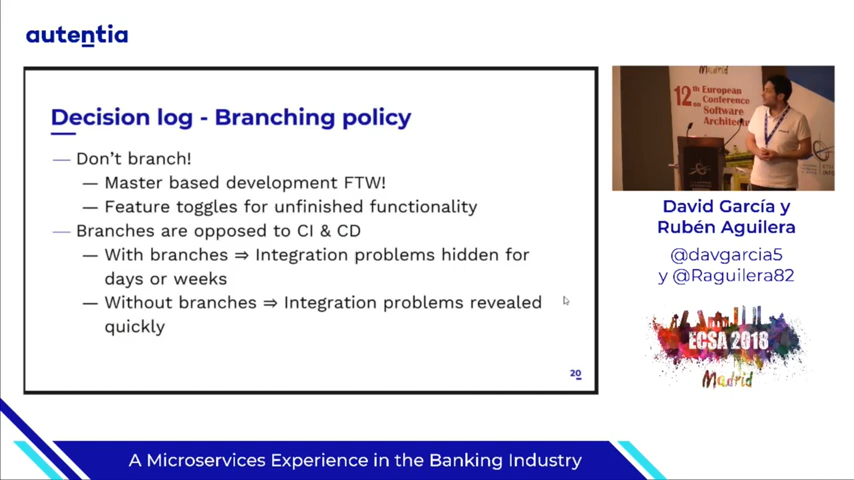 autentia
Decision log - Branching policy
— Don't branch!
— Master based development FTW!
— Feature toggles for unfinished functionality
— Branches are opposed to CI & CD
— With branches ⇒ Integration problems hidden for
days or weeks
— Without branches ⇒ Integration problems revealed
quickly
20
Madrid
12th European
Conference
on Software
Architecture
David García y
Rubén Aguilera
@davgarcia5
y @Raguilera82
ECSA 2018
Madrid
A Microservices Experience in the Banking Industry